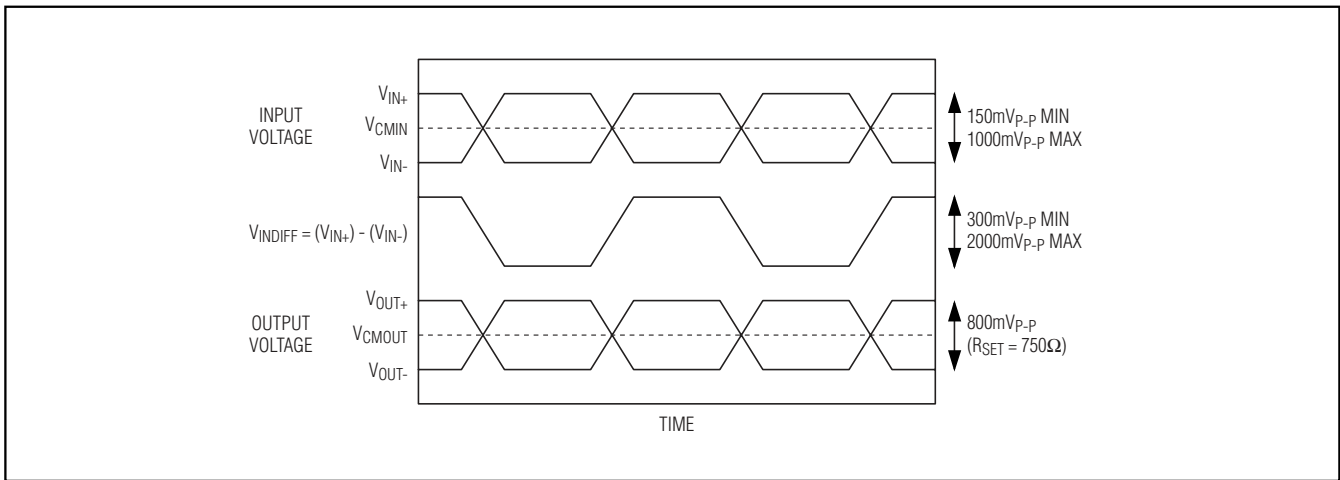 INPUT
VOLTAGE
VIN+
VCMIN
VIN-
150mVP-P MIN
1000mVP-P MAX
VINDIFF = (VIN+) - (VIN-)
300mVP-P MIN
2000mVP-P MAX
OUTPUT
VOLTAGE
VOUT+
VCMOUT
VOUT-
800mVP-P
(RSET = 750Ω)
TIME